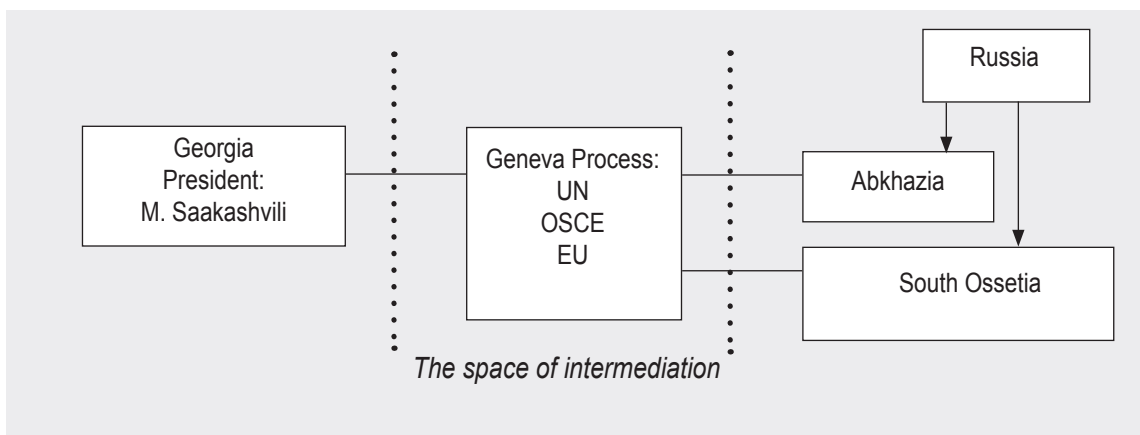 Georgia
President:
M. Saakashvili
Geneva Process:
UN
OSCE
EU
Russia
Abkhazia
South Ossetia
The space of intermediation